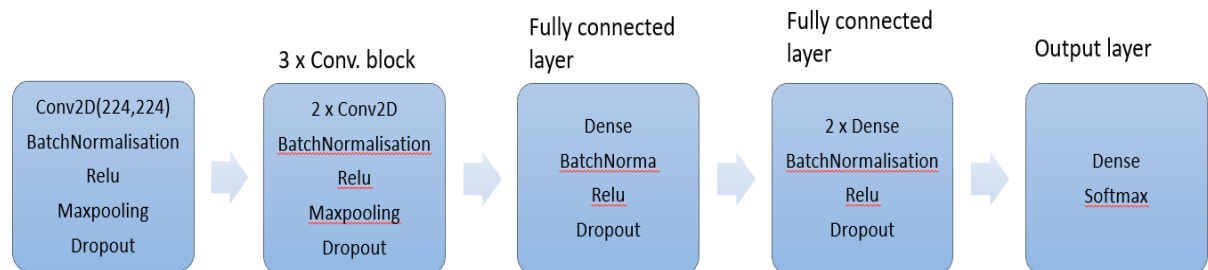 Conv2D(224,224)
BatchNormalisation
Relu
Maxpooling
Dropout
3 x Conv. block
2 x Conv2D
BatchNormalisation
Relu
Maxpooling
Dropout
Fully connected
layer
Dense
BatchNorma
Relu
Dropout
Fully connected
layer
2 x Dense
BatchNormalisation
Relu
Dropout
Output layer
Dense
Softmax